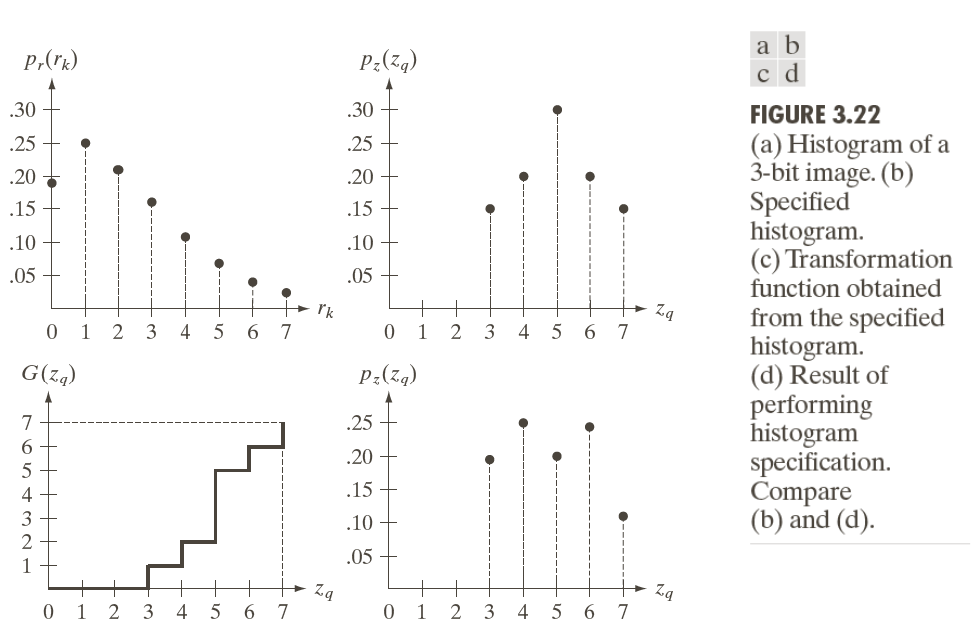 pr(rk)
.30
.25
.20
.15
.10
.05
0 1 2 3 4 5 6 7
rk
pz(zq)
.30
.25
.20
.15
.10
.05
0 1 2 3 4 5 6 7
zq
G(zq)
7
6
5
4
3
2
1
0 1 2 3 4 5 6 7
zq
pz(zq)
.25
.20
.15
.10
.05
0 1 2 3 4 5 6 7
zq
a b
c d
FIGURE 3.22
(a) Histogram of a
3-bit image. (b)
Specified
histogram.
(c) Transformation
function obtained
from the specified
histogram.
(d) Result of
performing
histogram
specification.
Compare
(b) and (d).